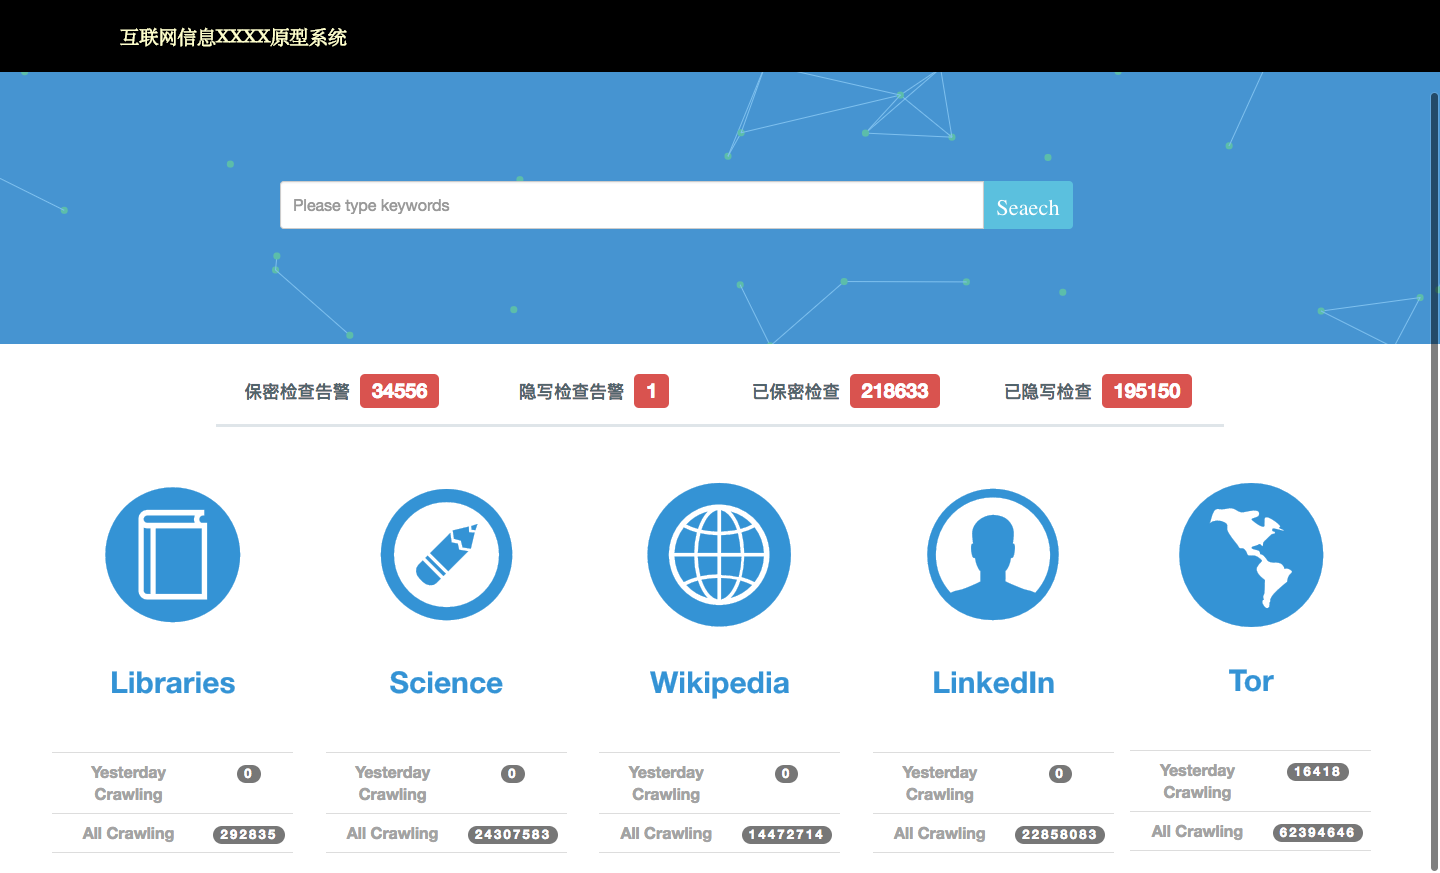 互联网信息XXXX原型系统
Please type keywords
Seaech
保密检查告警 34556
隐写检查告警 1
已保密检查 218633
已隐写检查 195150
Libraries
Science
Wikipedia
LinkedIn
Tor
Yesterday Crawling 0
All Crawling 292835
Yesterday Crawling 0
All Crawling 24307583
Yesterday Crawling 0
All Crawling 14472714
Yesterday Crawling 0
All Crawling 22858083
Yesterday Crawling 16418
All Crawling 62394646